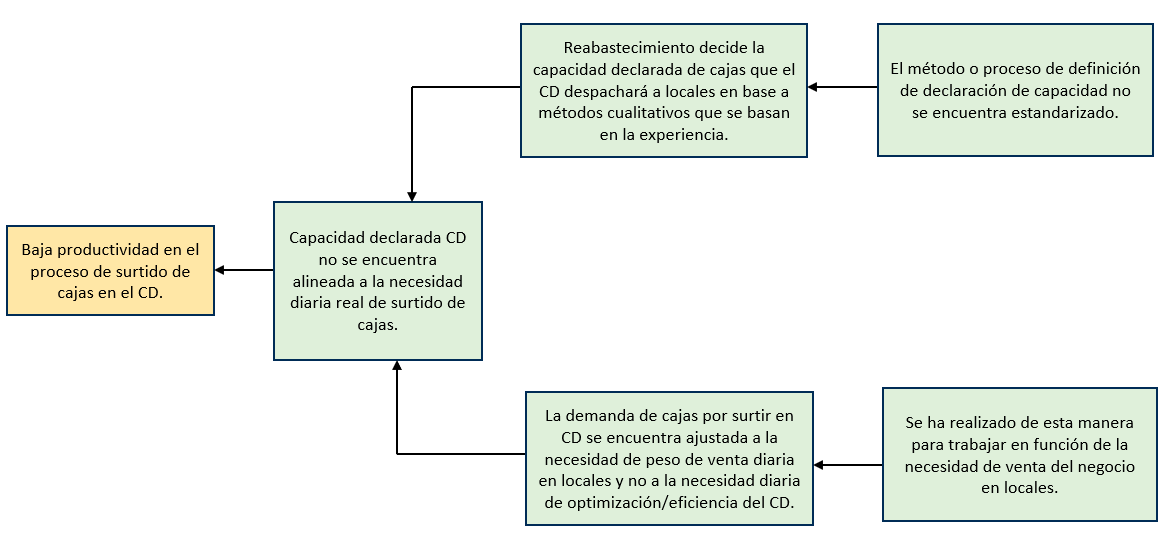 Reabastecimiento decide la
capacidad declarada de cajas que el
CD despachará a locales en base a
métodos cualitativos que se basan
en la experiencia.
El método o proceso de definición
de declaración de capacidad no
se encuentra estandarizado.
Baja productividad en el
proceso de surtido de
cajas en el CD.
Capacidad declarada CD
no se encuentra
alineada a la necesidad
diaria real de surtido de
cajas.
La demanda de cajas por surtir en
CD se encuentra ajustada a la
necesidad de peso de venta diaria
en locales y no a la necesidad diaria
de optimización/eficiencia del CD.
Se ha realizado de esta manera
para trabajar en función de la
necesidad de venta del negocio
en locales.